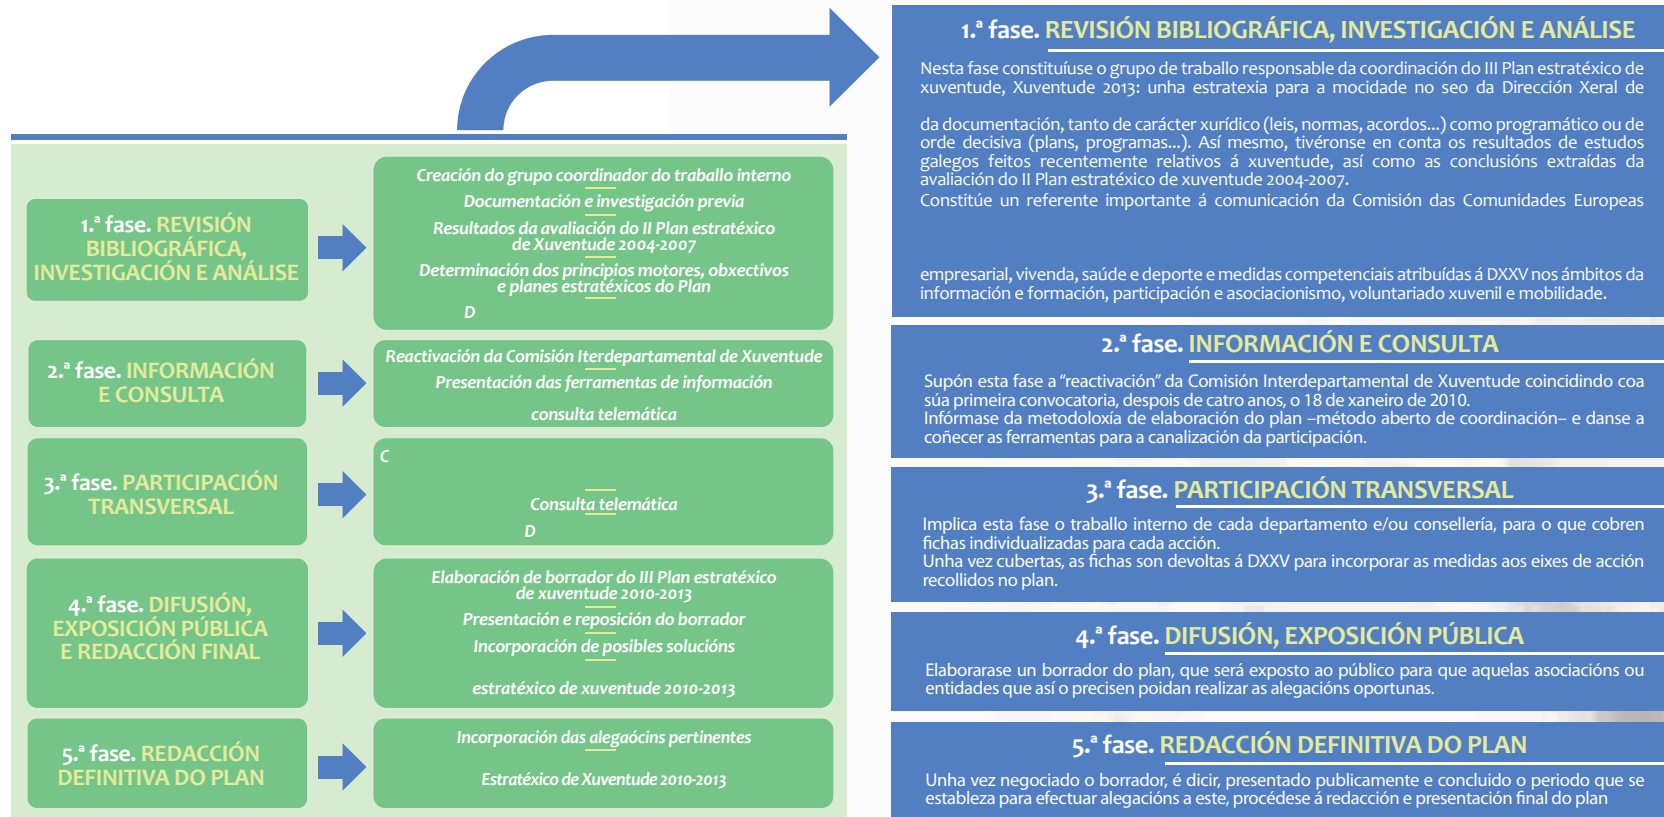 1.ª fase. REVISIÓN
BIBLIOGRÁFICA,
INVESTIGACIÓN E ANÁLISE
Creación do grupo coordinador do traballo interno
Documentación e investigación previa
Resultados da avaliación do II Plan estratéxico
de Xuventude 2004-2007
Determinación dos principios motores, obxectivos
e planes estratéxicos do Plan
D
2.ª fase. INFORMACIÓN
E CONSULTA
Reactivación da Comisión Iterdepartamental de Xuventude
Presentación das ferramentas de información
consulta telemática
3.ª fase. PARTICIPACIÓN
TRANSVERSAL
C
Consulta telemática
D
4.ª fase. DIFUSIÓN,
EXPOSICIÓN PÚBLICA
E REDACCIÓN FINAL
Elaboración de borrador do III Plan estratéxico
de xuventude 2010-2013
Presentación e reposición do borrador
Incorporación de posibles solucións
estratéxico de xuventude 2010-2013
5.ª fase. REDACCIÓN
DEFINITIVA DO PLAN
Incorporación das alegaócins pertinentes
Estratéxico de Xuventude 2010-2013
1.ª fase. REVISIÓN BIBLIOGRÁFICA, INVESTIGACIÓN E ANÁLISE
Nesta fase constituíuse o grupo de traballo responsable da coordinación do III Plan estratéxico de
xuventude, Xuventude 2013: unha estratexia para a mocidade no seo da Dirección Xeral de
da documentación, tanto de carácter xurídico (leis, normas, acordos...) como programático ou de
orde decisiva (plans, programas...). Así mesmo, tivéronse en conta os resultados de estudos
galegos feitos recentemente relativos á xuventude, así como as conclusións extraídas da
avaliación do II Plan estratéxico de xuventude 2004-2007.
Constitúe un referente importante á comunicación da Comisión das Comunidades Europeas
empresarial, vivenda, saúde e deporte e medidas competenciais atribuídas á DXXV nos ámbitos da
información e formación, participación e asociacionismo, voluntariado xuvenil e mobilidade.
2.ª fase. INFORMACIÓN E CONSULTA
Supón esta fase a “reactivación” da Comisión Interdepartamental de Xuventude coincidindo coa
súa primeira convocatoria, despois de catro anos, o 18 de xaneiro de 2010.
Infórmase da metodoloxía de elaboración do plan –método aberto de coordinación– e danse a
coñecer as ferramentas para a canalización da participación.
3.ª fase. PARTICIPACIÓN TRANSVERSAL
Implica esta fase o traballo interno de cada departamento e/ou consellería, para o que cobren
fichas individualizadas para cada acción.
Unha vez cubertas, as fichas son devoltas á DXXV para incorporar as medidas aos eixes de acción
recollidos no plan.
4.ª fase. DIFUSIÓN, EXPOSICIÓN PÚBLICA
Elaborarase un borrador do plan, que será exposto ao público para que aquelas asociacións ou
entidades que así o precisen poidan realizar as alegacións oportunas.
5.ª fase. REDACCIÓN DEFINITIVA DO PLAN
Unha vez negociado o borrador, é dicir, presentado publicamente e concluido o periodo que se
estableza para efectuar alegacións a este, procédese á redacción e presentación final do plan